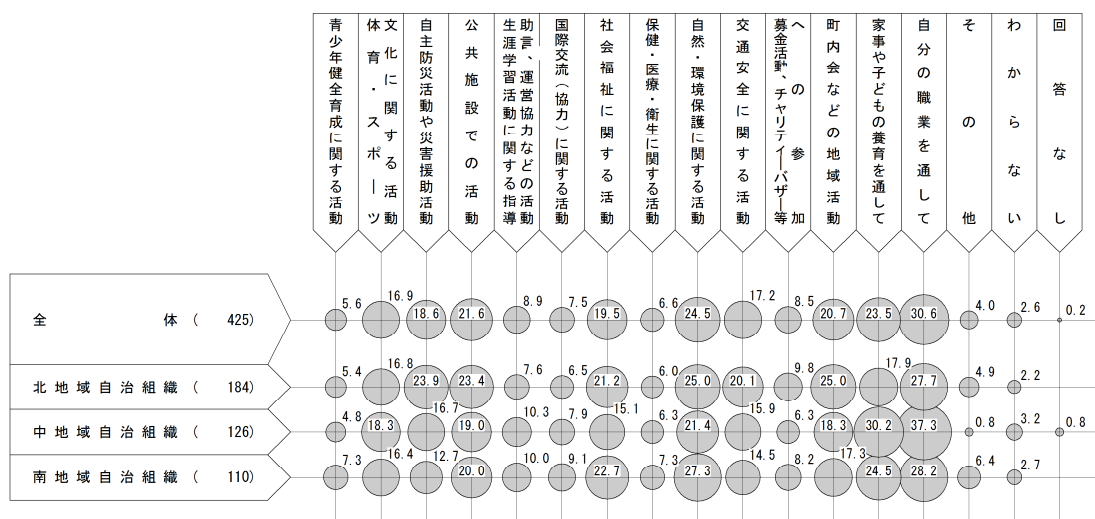 青少年健全育成に関する活動
体育・スポーツ
文化に関する活動
自主防災活動や災害援助活動
公共施設での活動
生涯学習活動に関する指導
助言、運営協力などの活動
国際交流(協力)に関する活動
社会福祉に関する活動
保健・医療・衛生に関する活動
自然・環境保護に関する活動
交通安全に関する活動
募金活動、チャリティーバザー等
への参加
町内会などの地域活動
家事や子どもの養育を通して
自分の職業を通して
その他
わからない
回答なし
全体 ( 425) 5.6 16.9 18.6 21.6 8.9 7.5 19.5 6.6 24.5 17.2 8.5 20.7 23.5 30.6 4.0 2.6 0.2
北地域自治組織 ( 184) 5.4 16.8 23.9 23.4 7.6 6.5 21.2 6.0 25.0 20.1 9.8 25.0 17.9 27.7 4.9 2.2
中地域自治組織 ( 126) 4.8 18.3 16.7 19.0 10.3 7.9 15.1 6.3 21.4 15.9 6.3 18.3 30.2 37.3 0.8 3.2 0.8
南地域自治組織 ( 110) 7.3 16.4 12.7 20.0 10.0 9.1 22.7 7.3 27.3 14.5 8.2 17.3 24.5 28.2 6.4 2.7